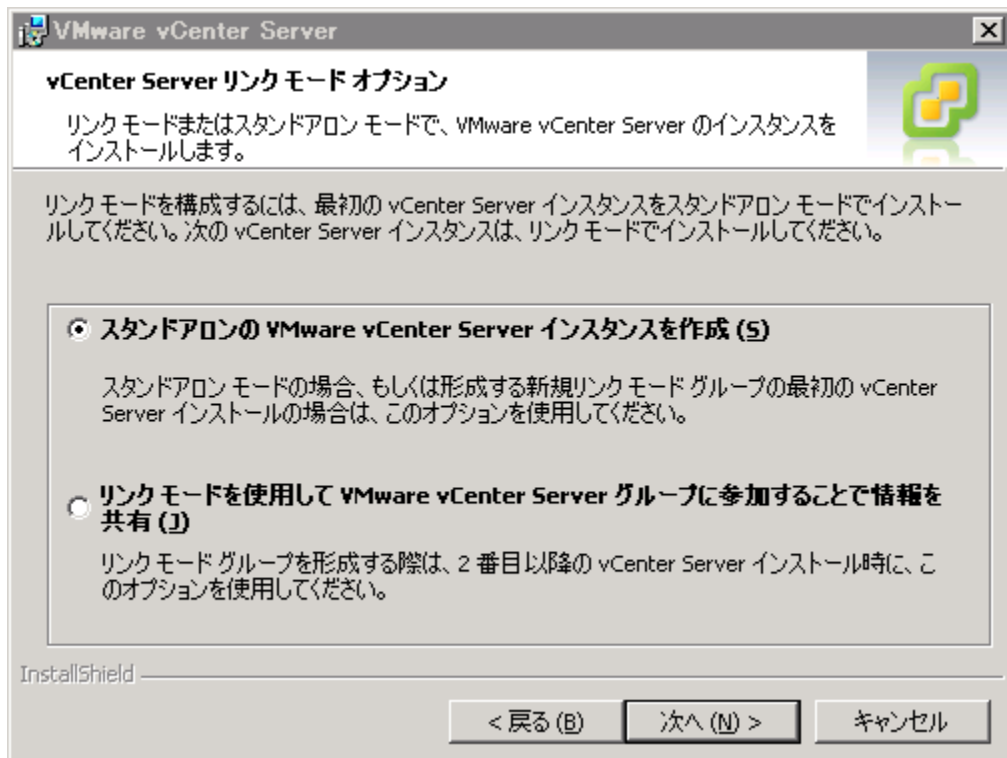 VMware vCenter Server
vCenter Server リンク モード オプション
リンク モードまたはスタンドアロン モードで、VMware vCenter Server のインスタンスを
インストールします。
リンク モードを構成するには、最初の vCenter Server インスタンスをスタンドアロン モードでインストー
ルしてください。次の vCenter Server インスタンスは、リンク モードでインストールしてください。
スタンドアロンの VMware vCenter Server インスタンスを作成 (S)
スタンドアロン モードの場合、もしくは形成する新規リンク モード グループの最初の vCenter
Server インストールの場合は、このオプションを使用してください。
リンク モードを使用して VMware vCenter Server グループに参加することで情報を
共有 (J)
リンク モード グループを形成する際は、2 番目以降の vCenter Server インストール時に、こ
のオプションを使用してください。
InstallShield
< 戻る (B)
次へ (N) >
キャンセル